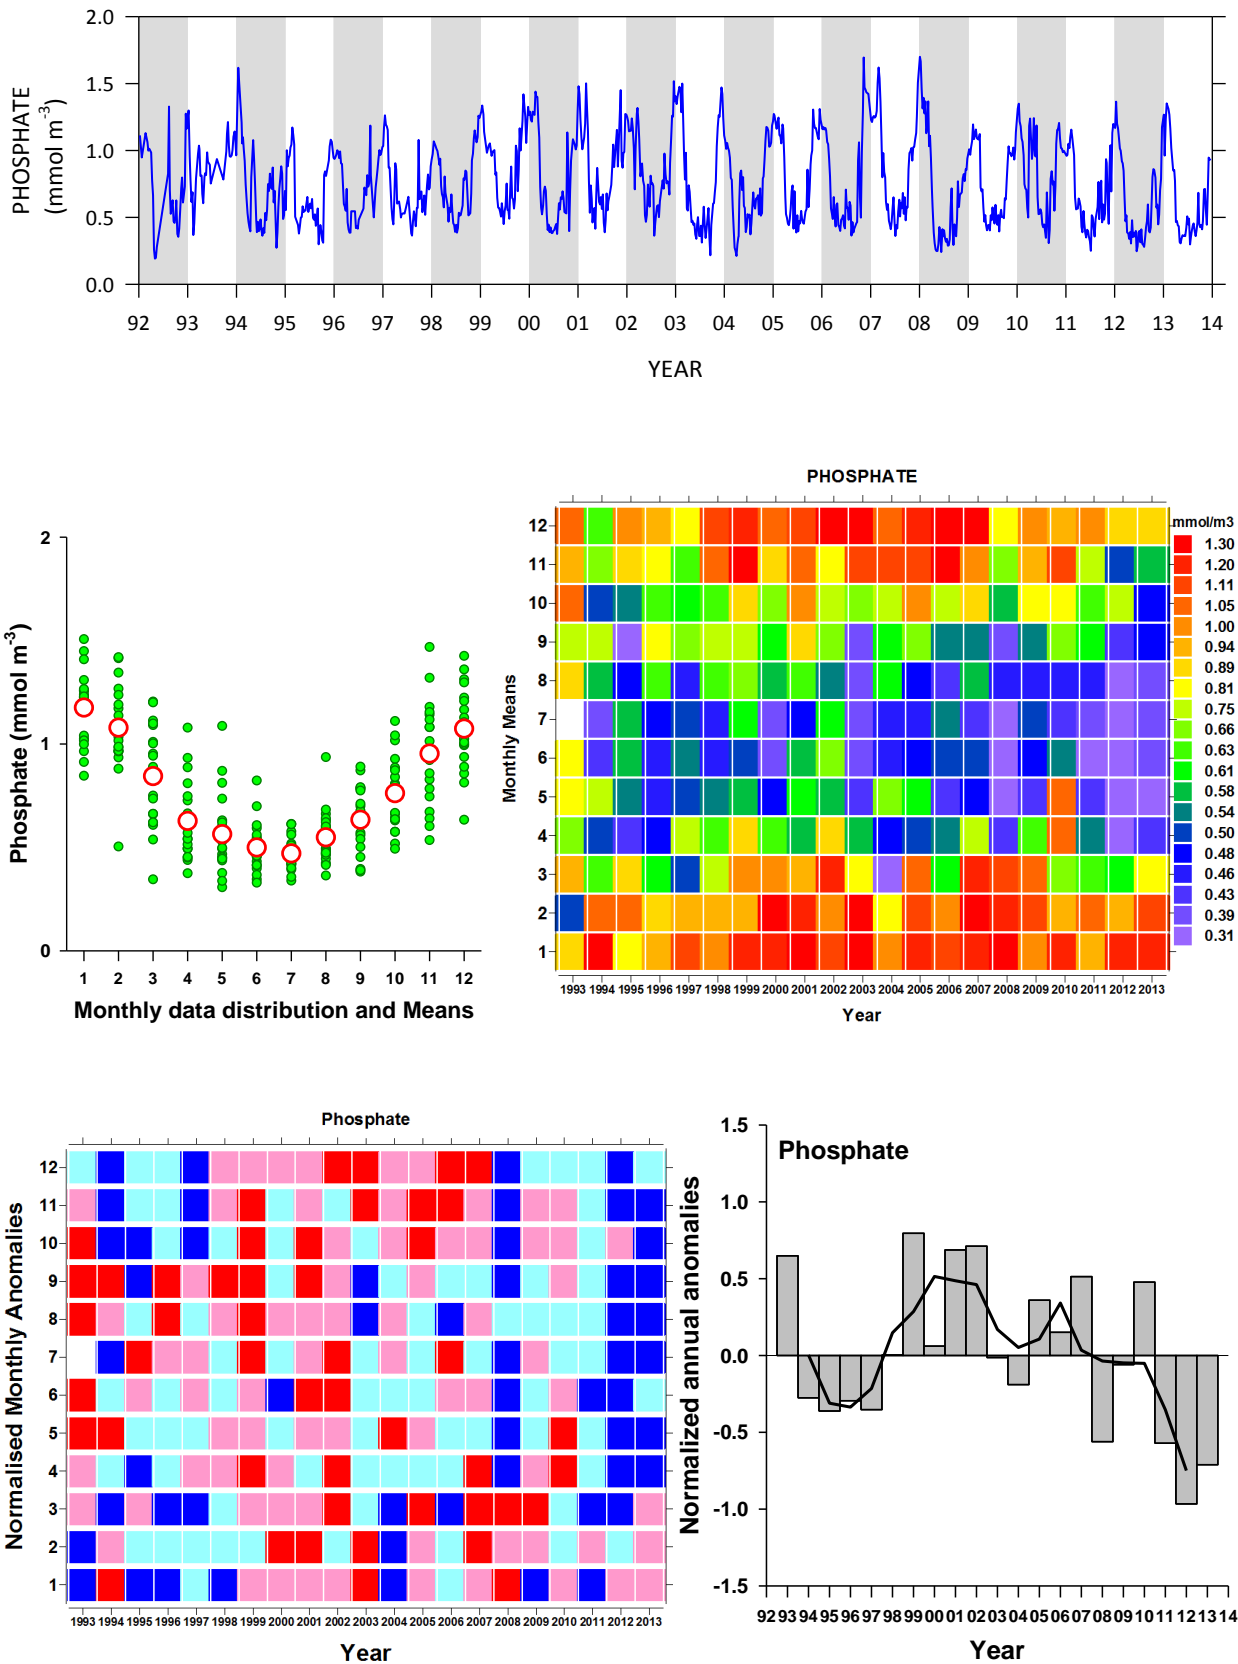 2.0
1.5
1.0
0.5
0.0
PHOSPHATE
(mmol m-3)
92 93 94 95 96 97 98 99 00 01 02 03 04 05 06 07 08 09 10 11 12 13 14
YEAR
2
1
0
Phosphate (mmol m-3)
1 2 3 4 5 6 7 8 9 10 11 12
Monthly data distribution and Means
PHOSPHATE
12
11
10
9
8
7
6
5
4
3
2
1
Monthly Means
1993 1994 1995 1996 1997 1998 1999 2000 2001 2002 2003 2004 2005 2006 2007 2008 2009 2010 2011 2012 2013
Year
mmol/m3
1.30
1.20
1.11
1.05
1.00
0.94
0.89
0.81
0.75
0.66
0.63
0.61
0.58
0.54
0.50
0.48
0.46
0.43
0.39
0.31
Phosphate
12
11
10
9
8
7
6
5
4
3
2
1
Normalised Monthly Anomalies
1993 1994 1995 1996 1997 1998 1999 2000 2001 2002 2003 2004 2005 2006 2007 2008 2009 2010 2011 2012 2013
Year
Phosphate
1.5
1.0
0.5
0.0
-0.5
-1.0
-1.5
Normalized annual anomalies
92 93 94 95 96 97 98 99 00 01 02 03 04 05 06 07 08 09 10 11 12 13 14
Year